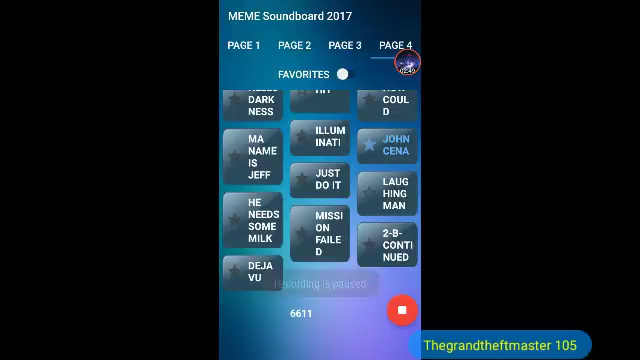 MEME Soundboard 2017
PAGE 1 PAGE 2 PAGE 3 PAGE 4
02:49
FAVORITES
DARK
NESS
COUL
D
MA
NAME
IS
JEFF
ILLUM
INATI
JOHN
CENA
JUST
DO IT
LAUG
HING
MAN
HE
NEEDS
SOME
MILK
MISSI
ON
FAILE
D
2-B-
CONTI
NUED
DEJA
VU
Recording is paused
6611
Thegrandtheftmaster 105